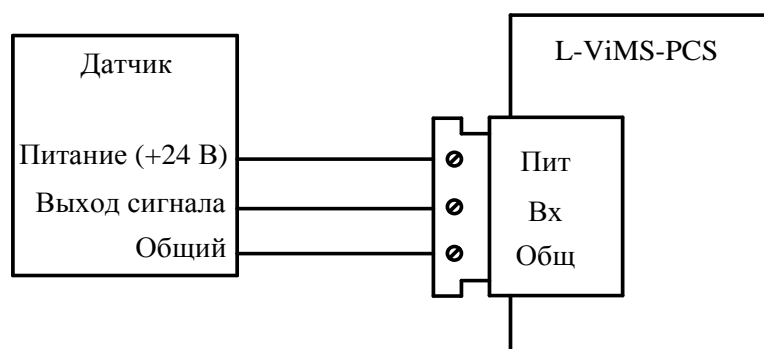 Датчик
L-ViMS-PCS
Питание (+24 В)
Выход сигнала
Общий
Пит
Вх
Общ